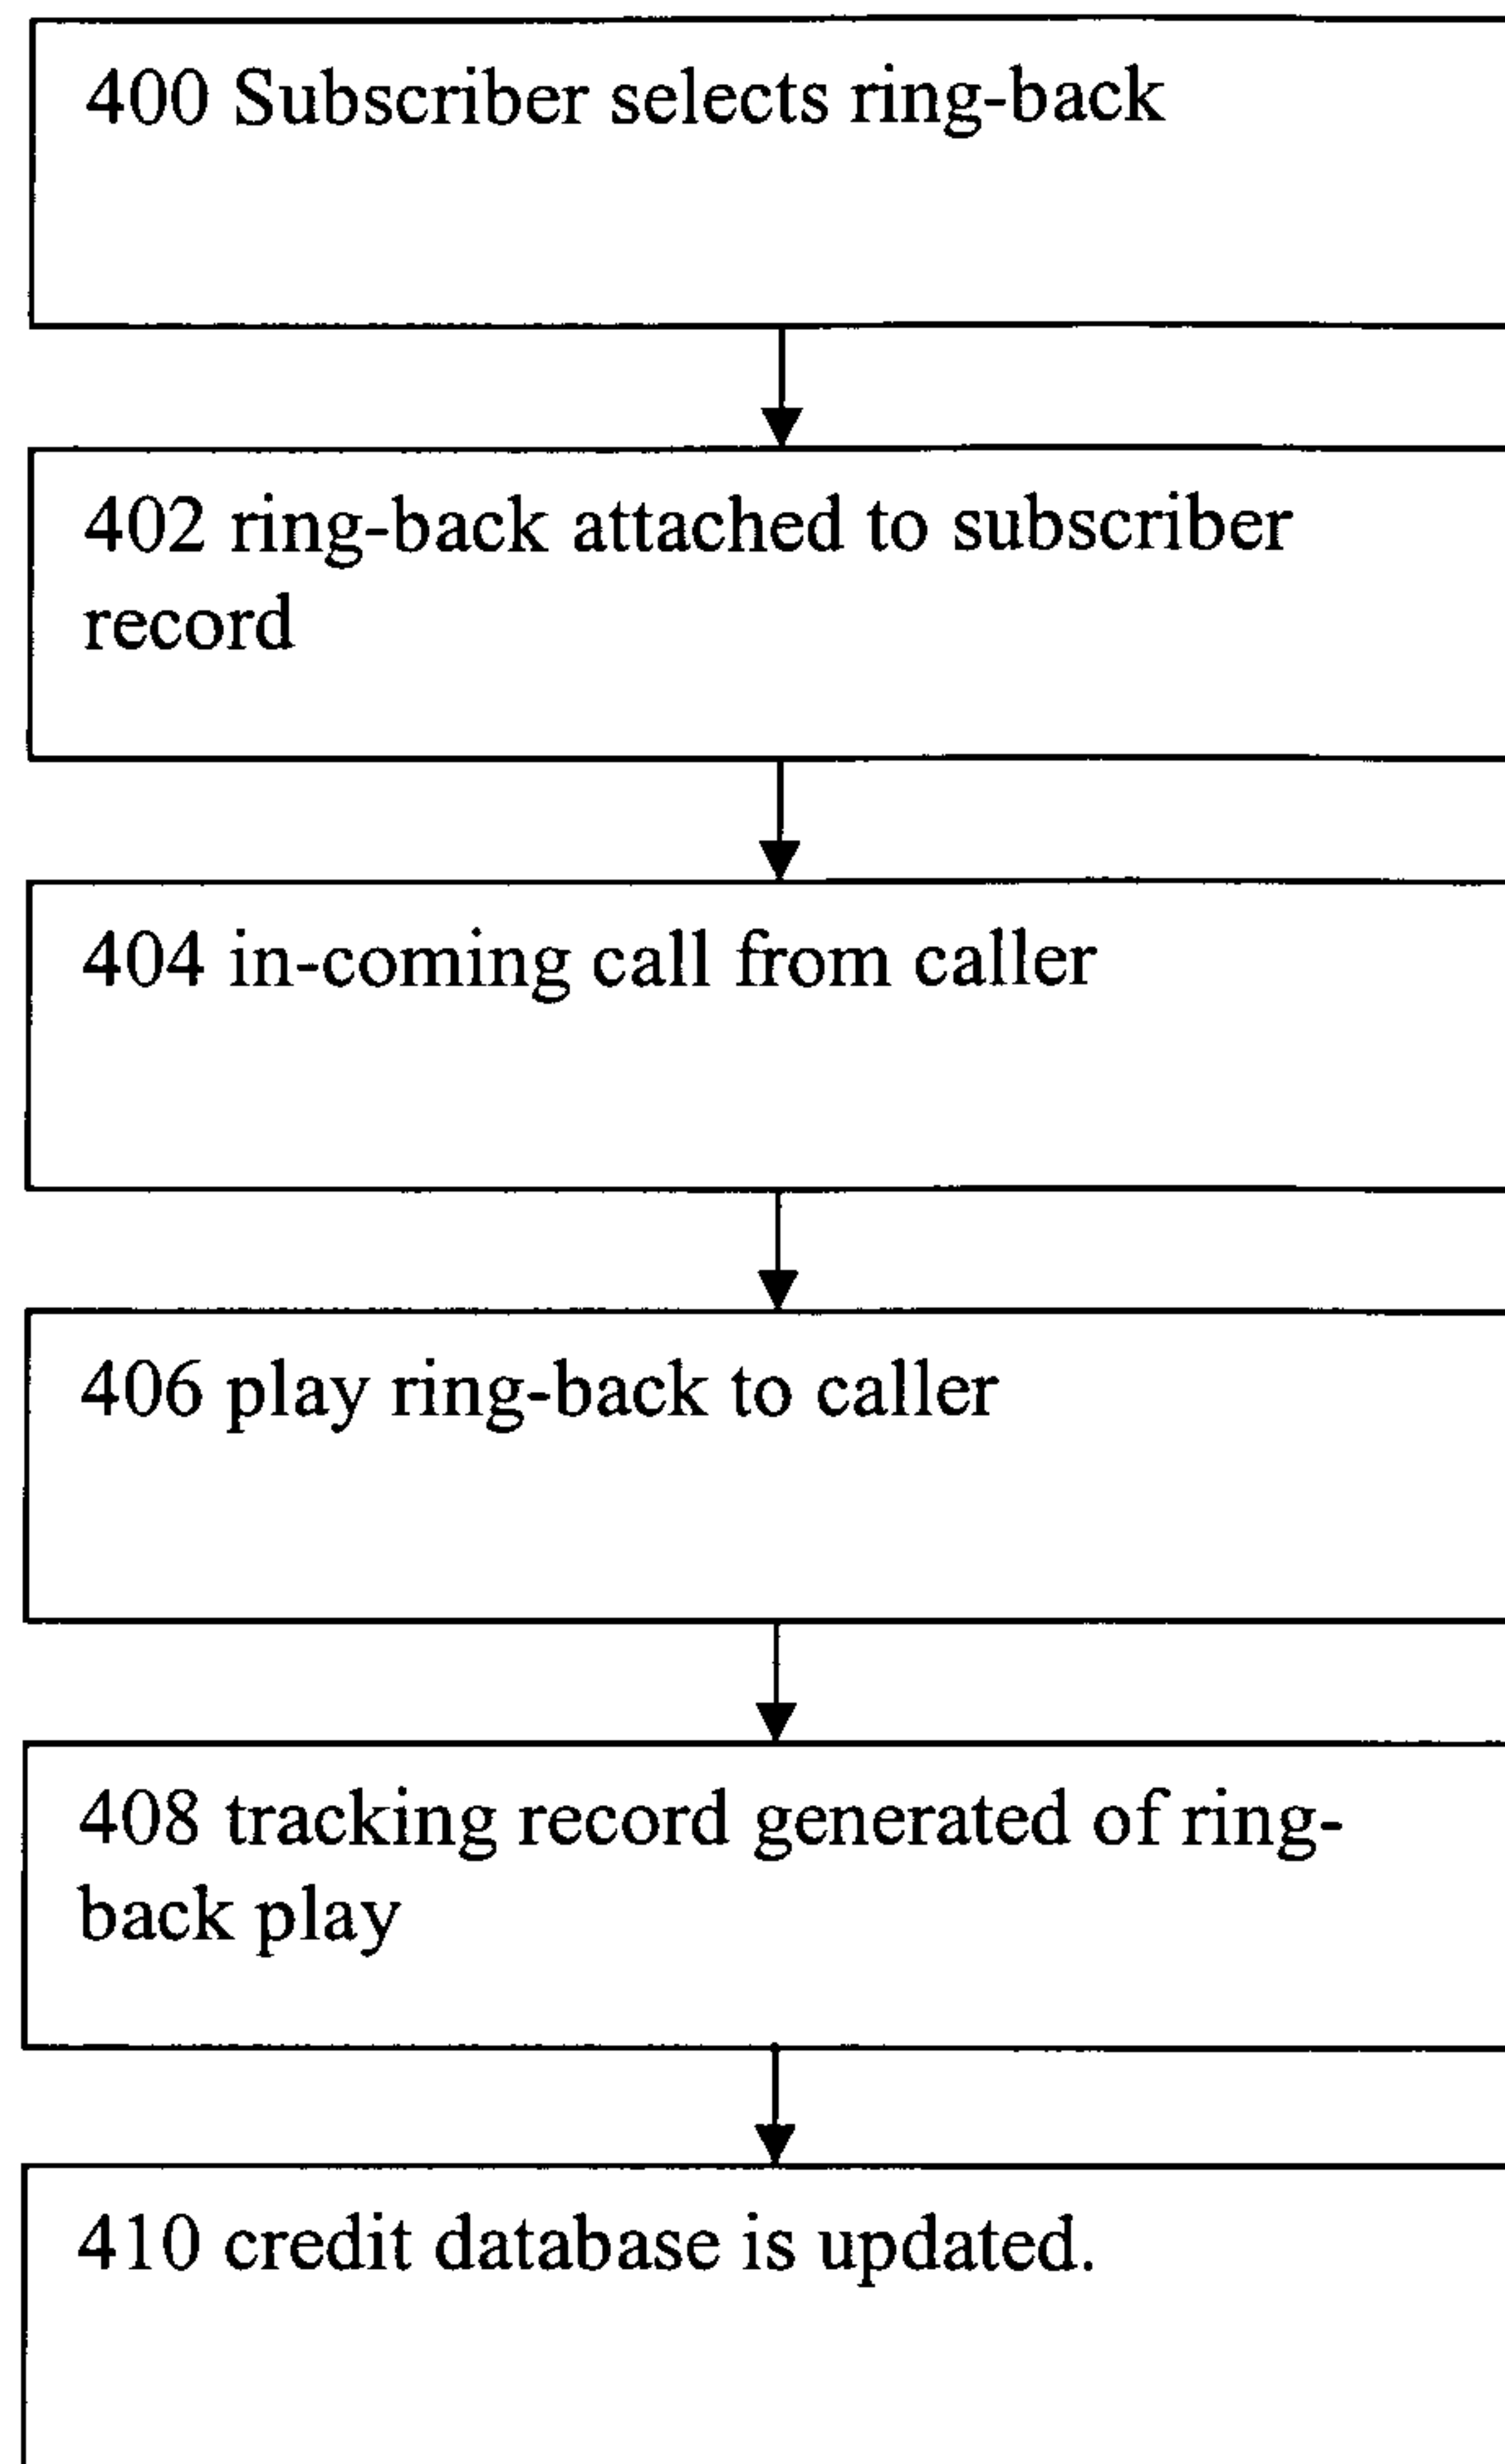 400 Subscriber selects ring-back
402 ring-back attached to subscriber
record
404 in-coming call from caller
406 play ring-back to caller
408 tracking record generated of ring-
back play
410 credit database is updated.